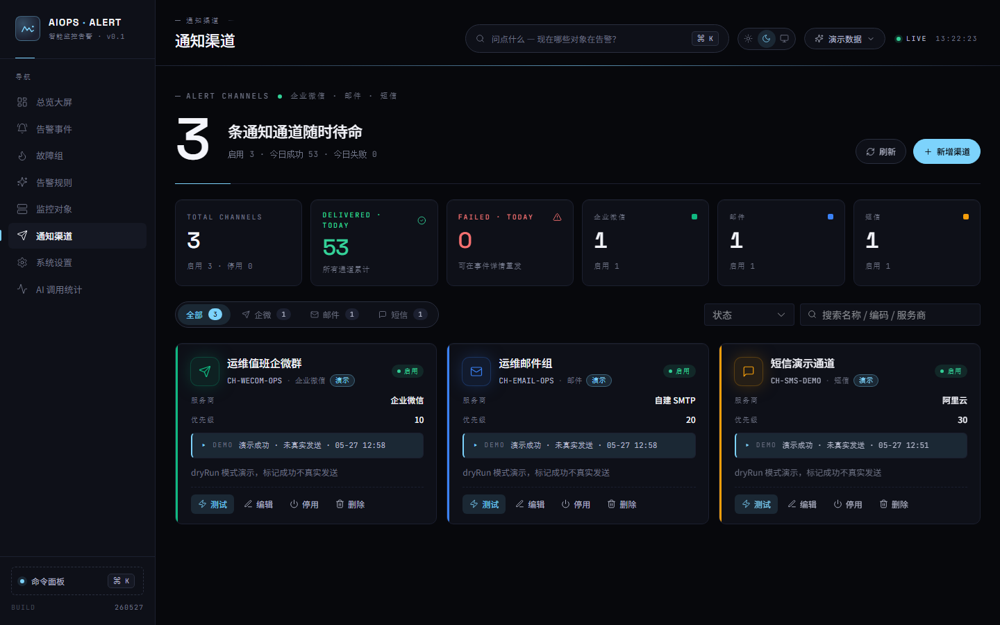 AIOPS · ALERT
智能监控告警 · v0.1
导航
总览大屏
告警事件
故障组
告警规则
监控对象
通知渠道
系统设置
AI 调用统计
命令面板 ⌘ K
BUILD 260527
— 通知渠道 —
通知渠道
问点什么 — 现在哪些对象在告警? ⌘ K
演示数据
LIVE 13:22:23
— ALERT CHANNELS 企业微信 · 邮件 · 短信
3 条通知通道随时待命
启用 3 · 今日成功 53 · 今日失败 0
刷新
+ 新增渠道
TOTAL CHANNELS
3
启用 3 · 停用 0
DELIVERED · TODAY
53
所有通道累计
FAILED · TODAY
0
可在事件详情重发
企业微信
1
启用 1
邮件
1
启用 1
短信
1
启用 1
全部 3 企微 1 邮件 1 短信 1
状态
搜索名称 / 编码 / 服务商
运维值班企微群
CH-WECOM-OPS · 企业微信 演示
启用
服务商 企业微信
优先级 10
DEMO 演示成功 · 未真实发送 · 05-27 12:58
dryRun 模式演示，标记成功不真实发送
测试 编辑 停用 删除
运维邮件组
CH-EMAIL-OPS · 邮件 演示
启用
服务商 自建 SMTP
优先级 20
DEMO 演示成功 · 未真实发送 · 05-27 12:58
dryRun 模式演示，标记成功不真实发送
测试 编辑 停用 删除
短信演示通道
CH-SMS-DEMO · 短信 演示
启用
服务商 阿里云
优先级 30
DEMO 演示成功 · 未真实发送 · 05-27 12:51
dryRun 模式演示，标记成功不真实发送
测试 编辑 停用 删除